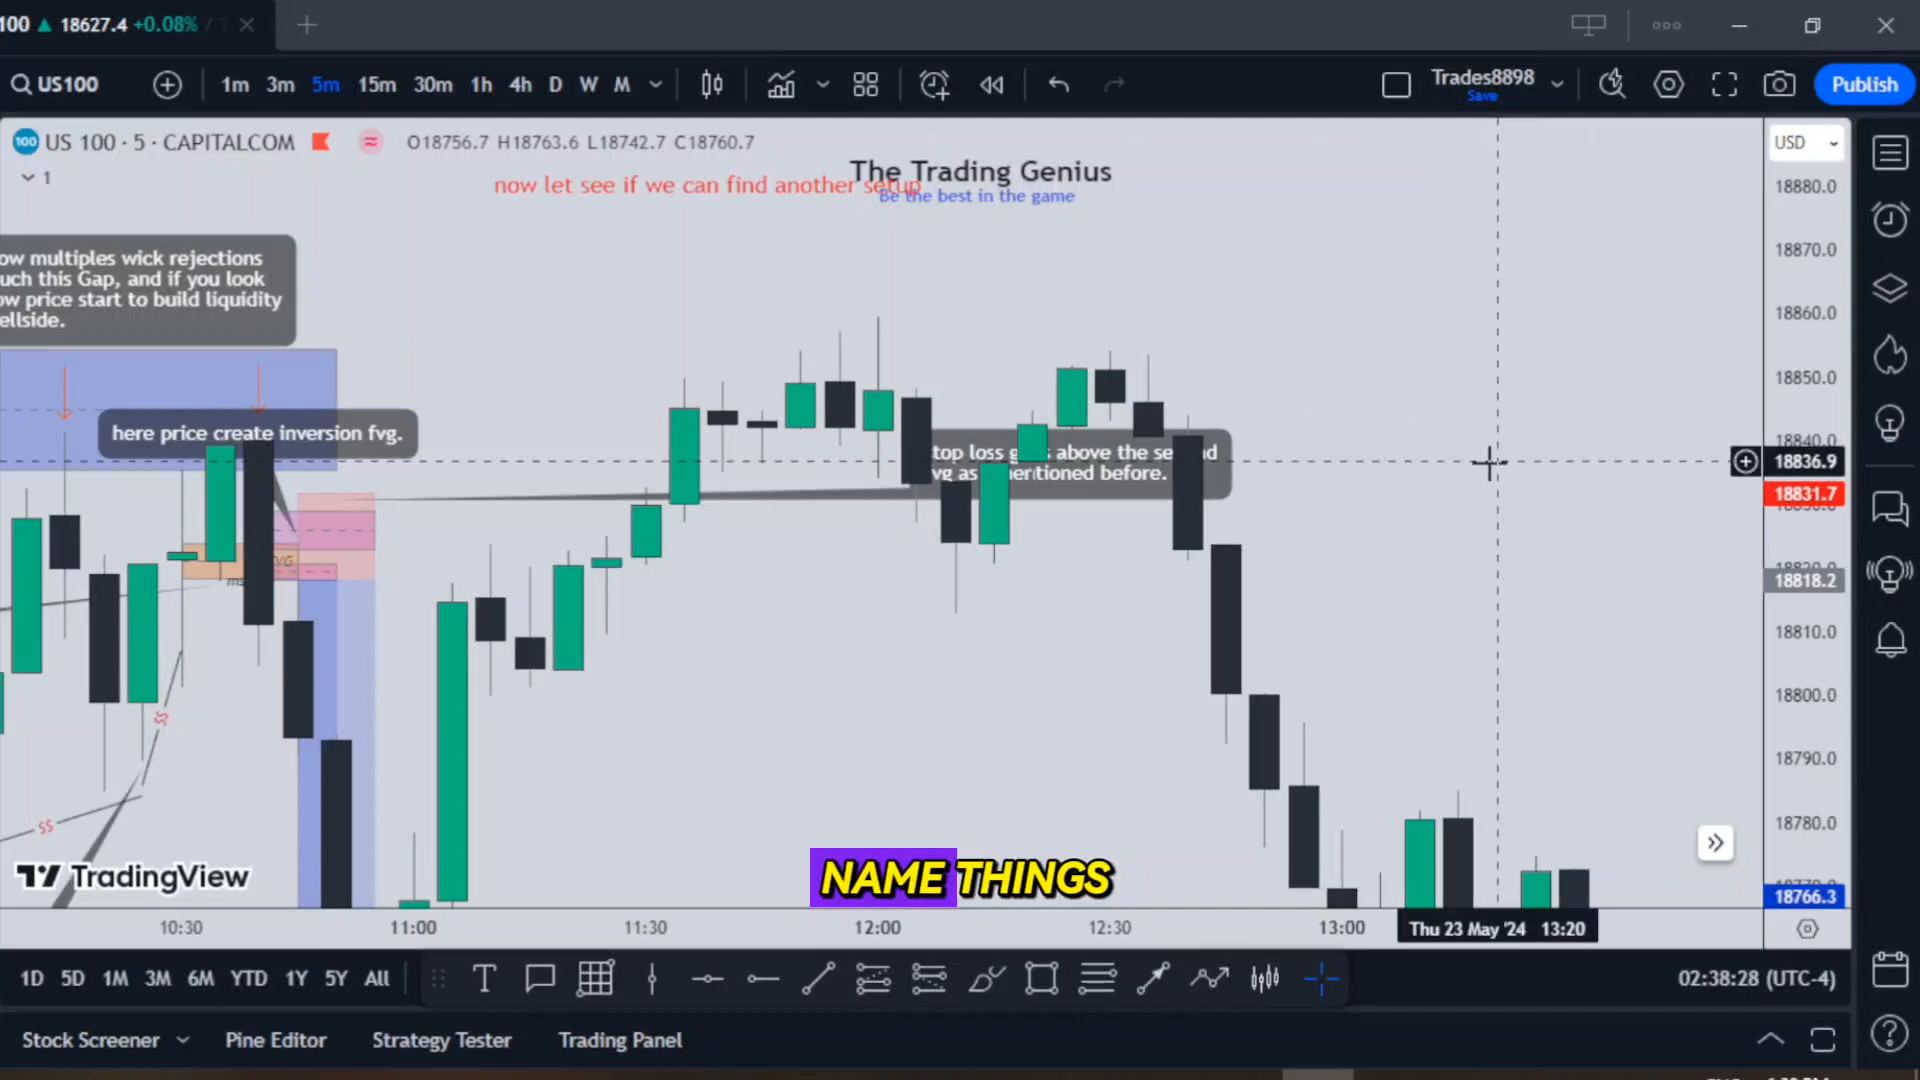 100 ▲ 18627.4 +0.08% / T
US100 1m 3m 5m 15m 30m 1h 4h D W M Trades8898 Save Publish
100 US 100 · 5 · CAPITALCOM O18756.7 H18763.6 L18742.7 C18760.7 USD
1
The Trading Genius
now let see if we can find another setup
Be the best in the game
18880.0
18870.0
18860.0
18850.0
18840.0
18836.9
18831.7
18818.2
18810.0
18800.0
18790.0
18780.0
18766.3
ow multiples wick rejections
uch this Gap, and if you look
ow price start to build liquidity
ellside.
here price create inversion fvg.
top loss above the
vg as mentioned before.
$$
$$
TradingView
NAME THINGS
10:30 11:00 11:30 12:00 12:30 13:00 Thu 23 May '24 13:20
1D 5D 1M 3M 6M YTD 1Y 5Y All 02:38:28 (UTC-4)
Stock Screener Pine Editor Strategy Tester Trading Panel